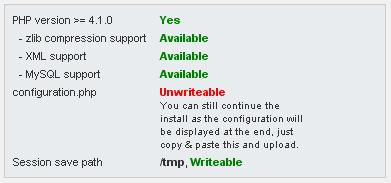 PHP version >= 4.1.0 Yes
- zlib compression support Available
- XML support Available
- MySQL support Available
configuration.php Unwriteable
You can still continue the
install as the configuration will
be displayed at the end, just
copy & paste this and upload.
Session save path /tmp, Writeable